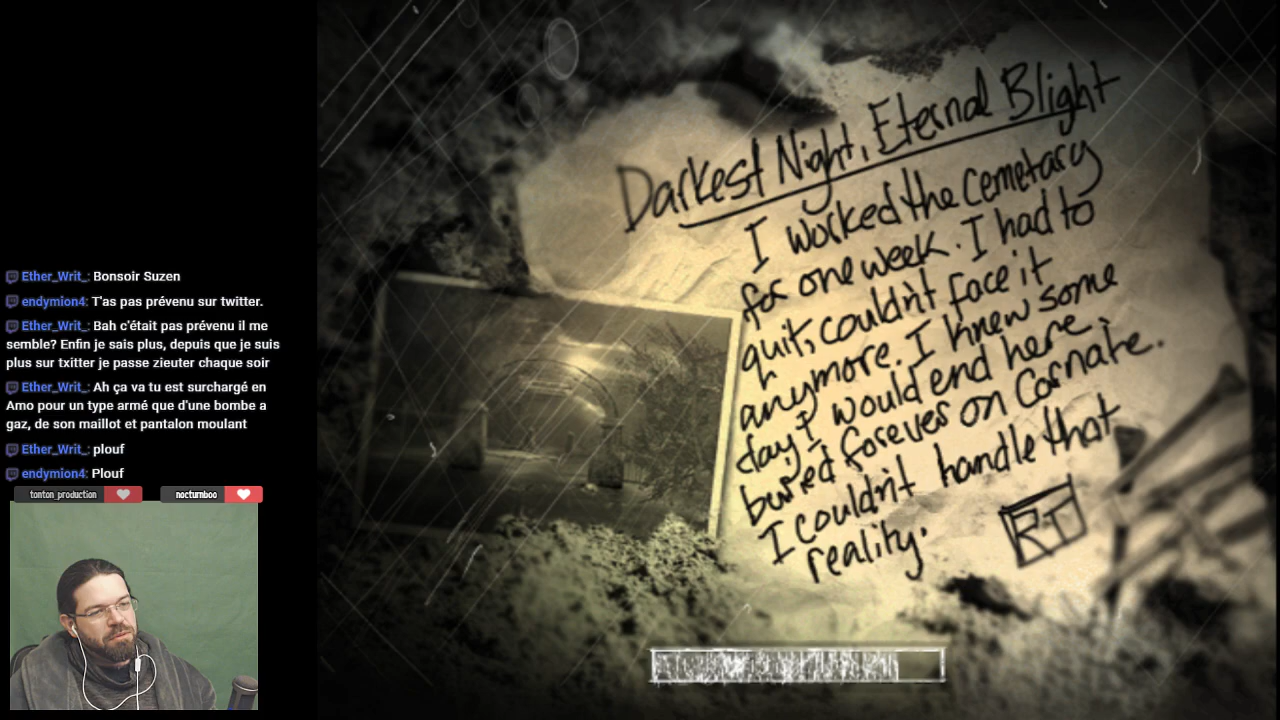 Darkest Night, Eternal Blight
I worked the Cemetary
for one week. I had to
quit, couldn't face it
anymore. I knew some
day I would end here,
buried forever on Carnate.
I couldn't handle that
reality.
RJ
Ether_Writ_: Bonsoir Suzen
endymion4: T'as pas prévenu sur twitter.
Ether_Writ_: Bah c'était pas prévenu il me
semble? Enfin je sais plus, depuis que je suis
plus sur txitter je passe zieuter chaque soir
Ether_Writ_: Ah ça va tu est surchargé en
Amo pour un type armé que d'une bombe a
gaz, de son maillot et pantalon moulant
Ether_Writ_: plouf
endymion4: Plouf
tonton_production
nocturnboo